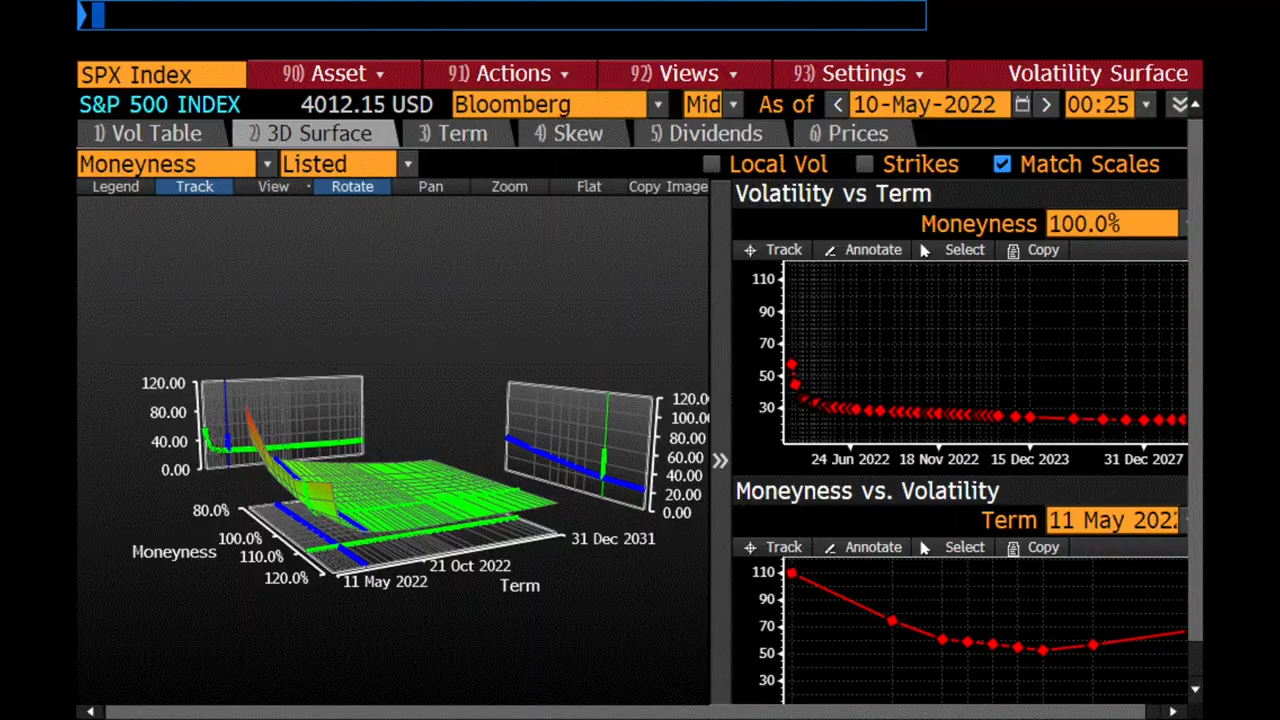 SPX Index 90) Asset 91) Actions 92) Views 93) Settings Volatility Surface
S&P 500 INDEX 4012.15 USD Bloomberg Mid As of 10-May-2022 00:25
1) Vol Table 2) 3D Surface 3) Term 4) Skew 5) Dividends 6) Prices
Moneyness Listed Local Vol Strikes Match Scales
Legend Track View Rotate Pan Zoom Flat Copy Image
120.00
80.00
40.00
0.00
80.0%
100.0%
110.0%
120.0%
Moneyness
11 May 2022
21 Oct 2022
31 Dec 2031
Term
120.0
100.0
80.00
60.00
40.00
20.00
0.00
Volatility vs Term
Moneyness 100.0%
Track Annotate Select Copy
110
90
70
50
30
24 Jun 2022 18 Nov 2022 15 Dec 2023 31 Dec 2027
Moneyness vs. Volatility
Term 11 May 202
Track Annotate Select Copy
110
90
70
50
30